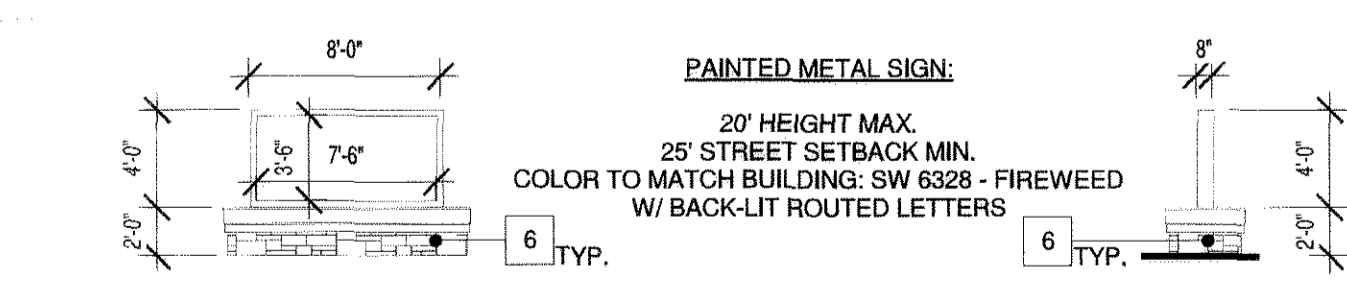 8'-0"
PAINTED METAL SIGN:
8"
20' HEIGHT MAX.
25' STREET SETBACK MIN.
COLOR TO MATCH BUILDING: SW 6328 - FIREWEED
W/ BACK-LIT ROUTED LETTERS
4'-0"
3'-6"
7'-6"
2'-0"
6 TYP.
6 TYP.
4'-0"
2'-0"